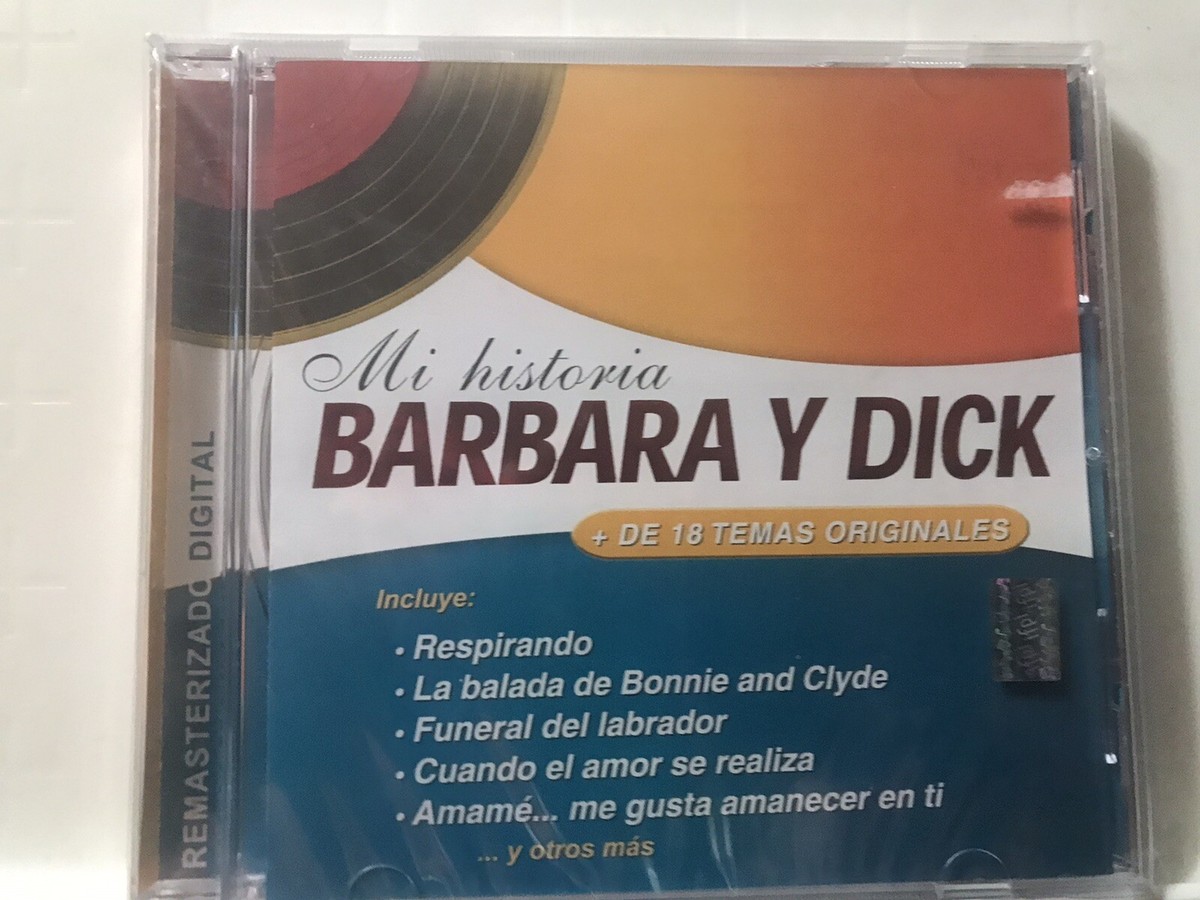 Mi historia
BARBARA Y DICK
+ DE 18 TEMAS ORIGINALES
Incluye:
• Respirando
• La balada de Bonnie and Clyde
• Funeral del labrador
• Cuando el amor se realiza
• Amamé... me gusta amanecer en ti
... y otros más
REMASTERIZADO DIGITAL